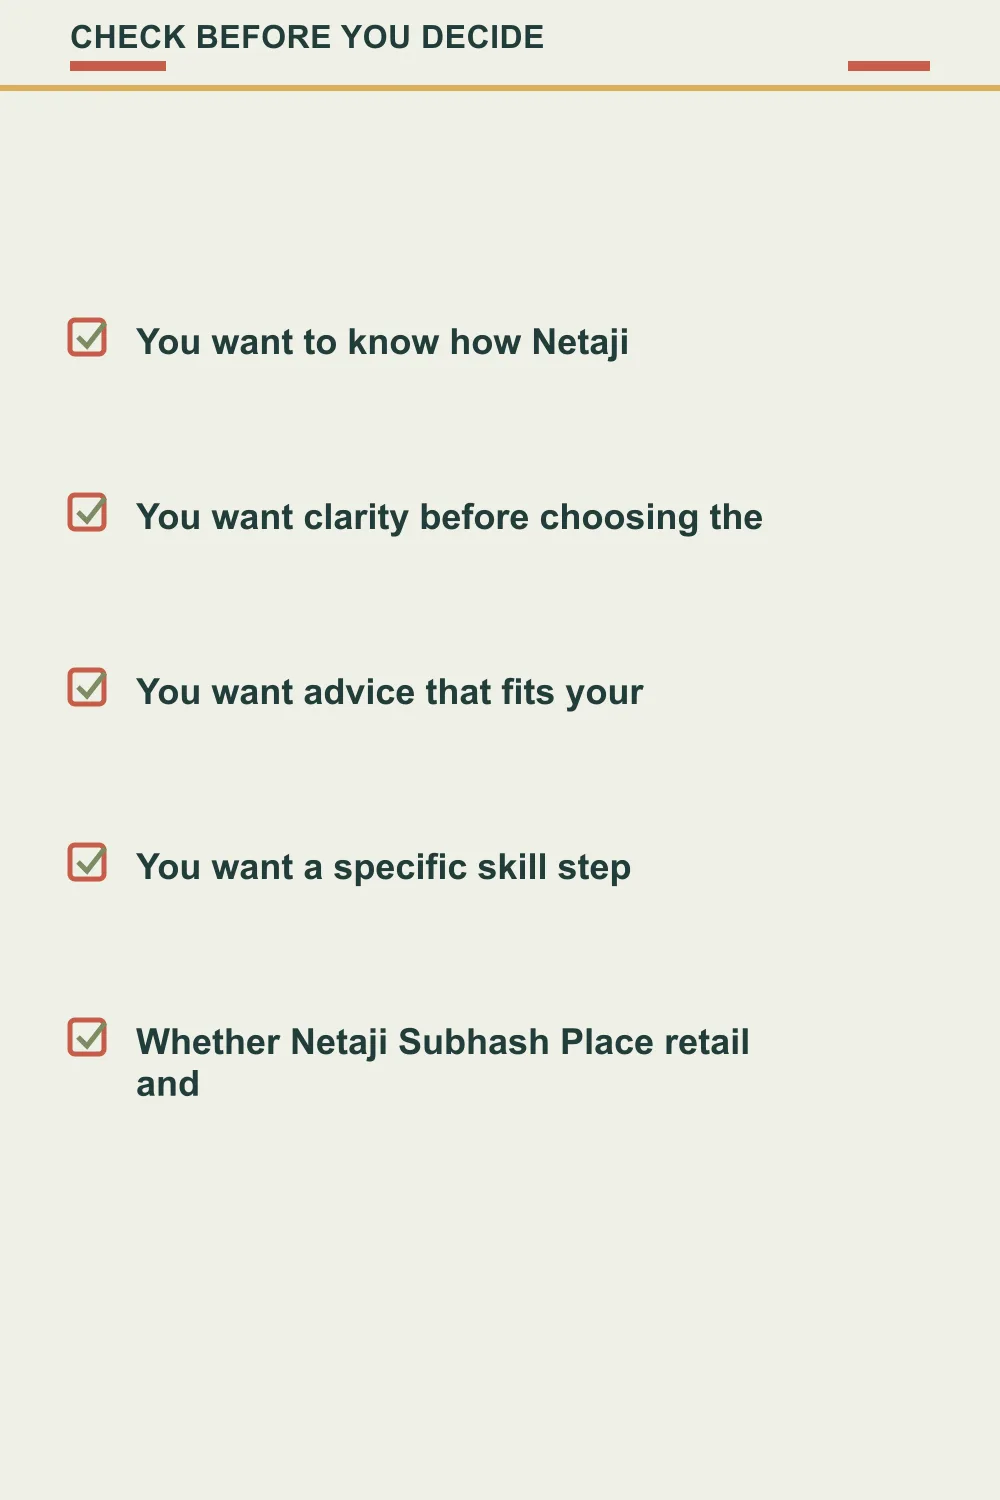 CHECK BEFORE YOU DECIDE
You want to know how Netaji
You want clarity before choosing the
You want advice that fits your
You want a specific skill step
Whether Netaji Subhash Place retail
and